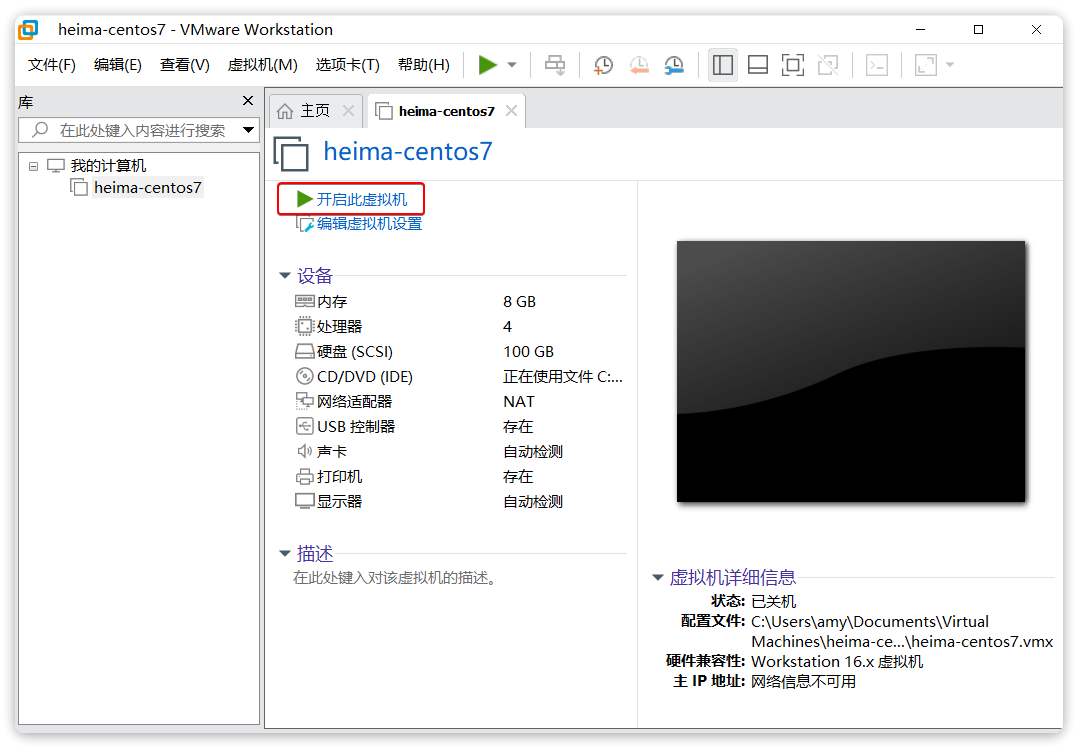 heima-centos7 - VMware Workstation
文件(F) 编辑(E) 查看(V) 虚拟机(M) 选项卡(T) 帮助(H)
库
在此处键入内容进行搜索
我的计算机
heima-centos7
主页
heima-centos7
heima-centos7
开启此虚拟机
编辑虚拟机设置
设备
内存 8 GB
处理器 4
硬盘 (SCSI) 100 GB
CD/DVD (IDE) 正在使用文件 C:...
网络适配器 NAT
USB 控制器 存在
声卡 自动检测
打印机 存在
显示器 自动检测
描述
在此处键入对该虚拟机的描述。
虚拟机详细信息
状态: 已关机
配置文件: C:\Users\amy\Documents\Virtual
Machines\heima-ce...\heima-centos7.vmx
硬件兼容性: Workstation 16.x 虚拟机
主 IP 地址: 网络信息不可用